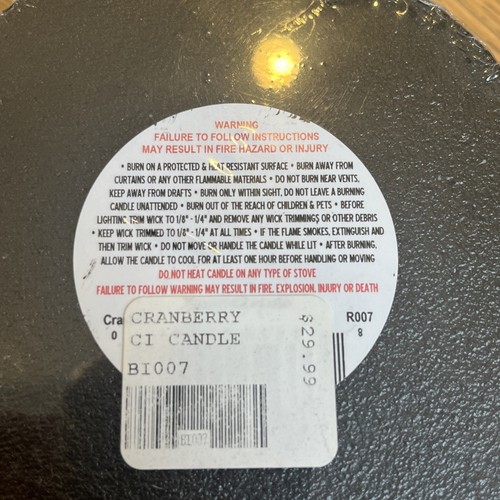 WARNING
FAILURE TO FOLLOW INSTRUCTIONS
MAY RESULT IN FIRE HAZARD OR INJURY
• BURN ON A PROTECTED & HEAT RESISTANT SURFACE • BURN AWAY FROM
CURTAINS OR ANY OTHER FLAMMABLE MATERIALS • DO NOT BURN NEAR VENTS,
KEEP AWAY FROM DRAFTS • BURN ONLY WITHIN SIGHT, DO NOT LEAVE A BURNING
CANDLE UNATTENDED • BURN OUT OF THE REACH OF CHILDREN & PETS • BEFORE
LIGHTING TRIM WICK TO 1/8" - 1/4" AND REMOVE ANY WICK TRIMMINGS OR OTHER DEBRIS
• KEEP WICK TRIMMED TO 1/8" - 1/4" AT ALL TIMES • IF THE FLAME SMOKES, EXTINGUISH AND
THEN TRIM WICK • DO NOT MOVE OR HANDLE THE CANDLE WHILE LIT • AFTER BURNING,
ALLOW THE CANDLE TO COOL FOR AT LEAST ONE HOUR BEFORE HANDLING OR MOVING
DO NOT HEAT CANDLE ON ANY TYPE OF STOVE
FAILURE TO FOLLOW WARNING MAY RESULT IN FIRE, EXPLOSION, INJURY OR DEATH
Cra R007
0 8
CRANBERRY
CI CANDLE
BI007
$29.99
BI007